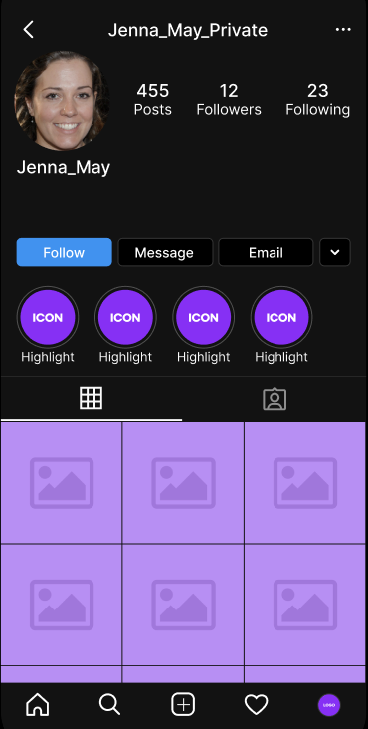 Jenna_May_Private
455 12 23
Posts Followers Following
Jenna_May
Follow Message Email
ICON ICON ICON ICON
Highlight Highlight Highlight Highlight
LOGO